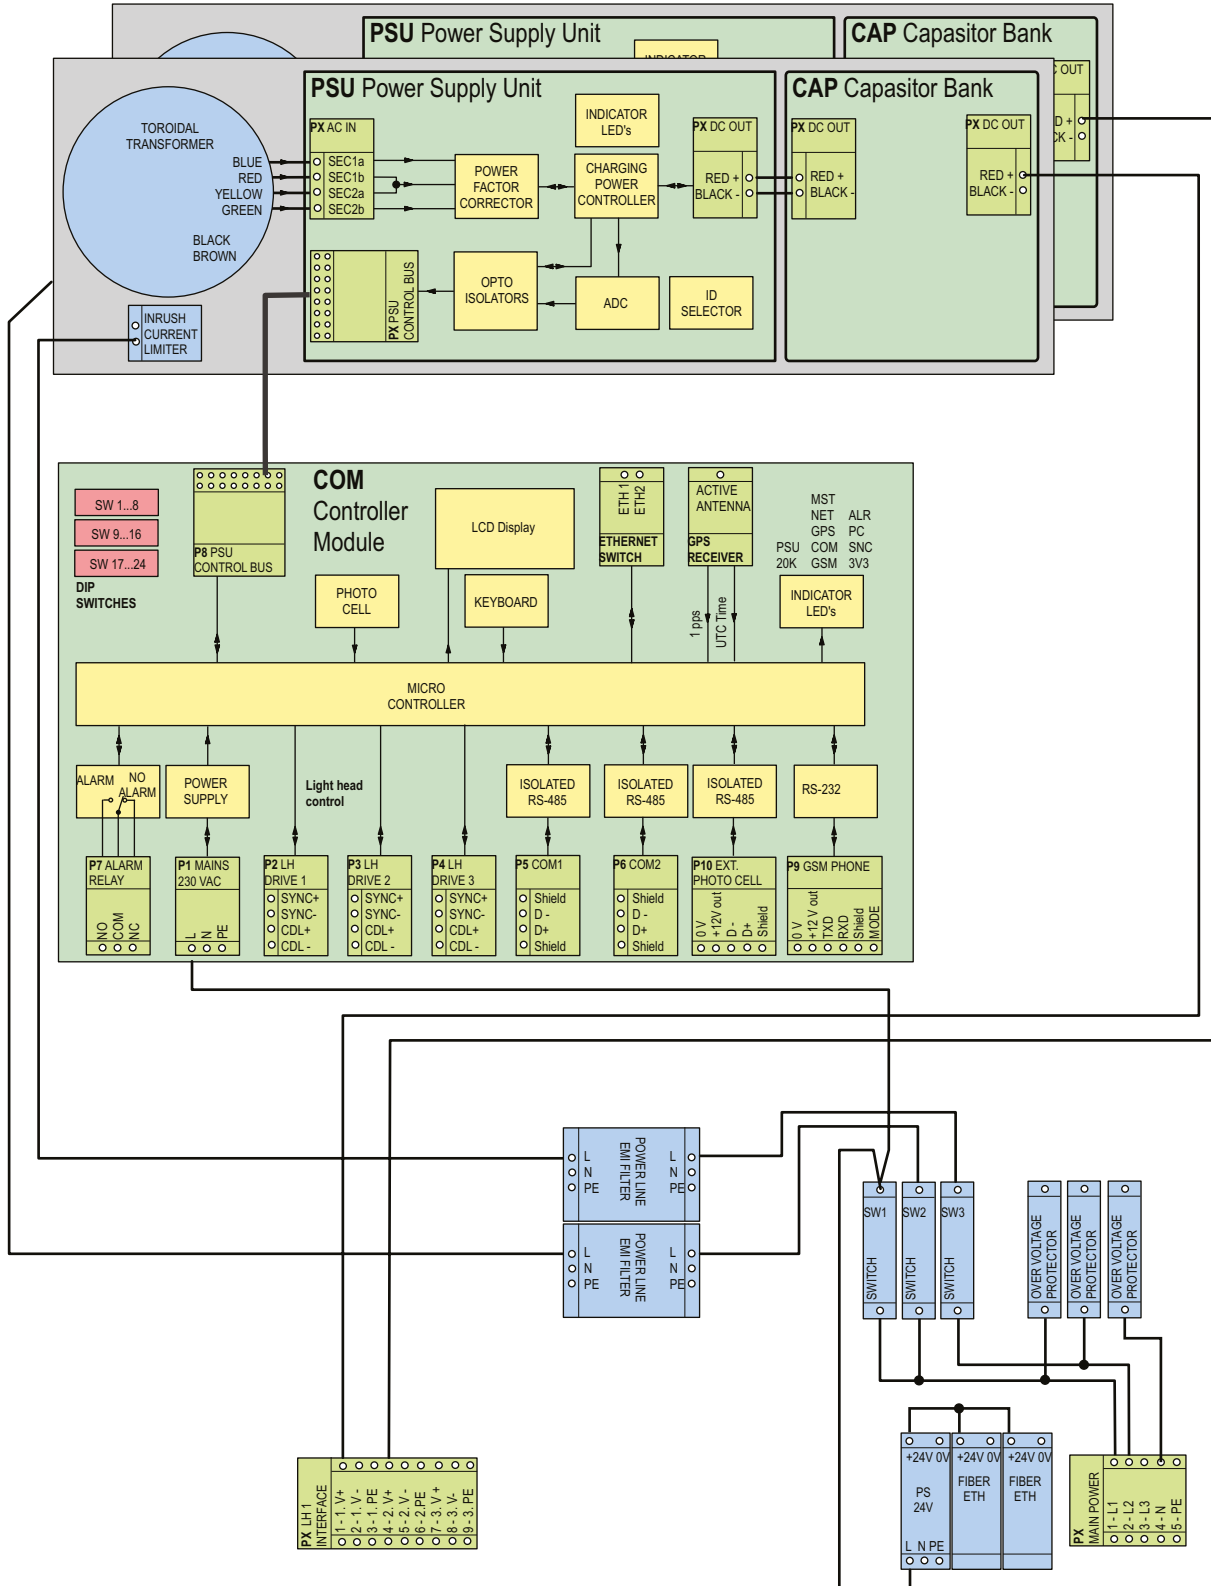 PSU Power Supply Unit
CAP Capasitor Bank
INDICATOR
C OUT
D +
CK -
PSU Power Supply Unit
CAP Capasitor Bank
TOROIDAL
TRANSFORMER
BLUE
RED
YELLOW
GREEN
BLACK
BROWN
INRUSH
CURRENT
LIMITER
PX AC IN
SEC1a
SEC1b
SEC2a
SEC2b
POWER
FACTOR
CORRECTOR
INDICATOR
LED's
CHARGING
POWER
CONTROLLER
PX DC OUT
RED +
BLACK -
PX DC OUT
RED +
BLACK -
PX DC OUT
RED +
BLACK -
PX PSU
CONTROL BUS
OPTO
ISOLATORS
ADC
ID
SELECTOR
COM
Controller
Module
SW 1...8
SW 9...16
SW 17...24
DIP
SWITCHES
P8 PSU
CONTROL BUS
PHOTO
CELL
LCD Display
KEYBOARD
ETH 1
ETH2
ETHERNET
SWITCH
ACTIVE
ANTENNA
GPS
RECEIVER
1 pps
UTC Time
MST
NET ALR
GPS PC
PSU COM SNC
20K GSM 3V3
INDICATOR
LED's
MICRO
CONTROLLER
ALARM
NO
ALARM
POWER
SUPPLY
Light head
control
ISOLATED
RS-485
ISOLATED
RS-485
ISOLATED
RS-485
RS-232
P7 ALARM
RELAY
NO
COM
NC
P1 MAINS
230 VAC
L
N
PE
P2 LH
DRIVE 1
SYNC+
SYNC-
CDL+
CDL -
P3 LH
DRIVE 2
SYNC+
SYNC-
CDL+
CDL -
P4 LH
DRIVE 3
SYNC+
SYNC-
CDL+
CDL -
P5 COM1
Shield
D -
D+
Shield
P6 COM2
Shield
D -
D+
Shield
P10 EXT.
PHOTO CELL
0 V
+12V out
D -
D+
Shield
P9 GSM PHONE
0 V
+12 V out
TXD
RXD
Shield
MODE
L
N
PE
POWER LINE
EMI FILTER
L
N
PE
L
N
PE
POWER LINE
EMI FILTER
L
N
PE
SW1
SWITCH
SW2
SWITCH
SW3
SWITCH
OVER VOLTAGE
PROTECTOR
OVER VOLTAGE
PROTECTOR
OVER VOLTAGE
PROTECTOR
PX LH1
INTERFACE
1 - 1. V+
2 - 1. V -
3 - 1. PE
4 - 2. V+
5 - 2. V -
6 - 2.PE
7 - 3. V +
8 - 3. V-
9 - 3. PE
+24V 0V
PS
24V
L N PE
+24V 0V
FIBER
ETH
+24V 0V
FIBER
ETH
PX
MAIN POWER
1 - L1
2 - L2
3 - L3
4 - N
5 - PE